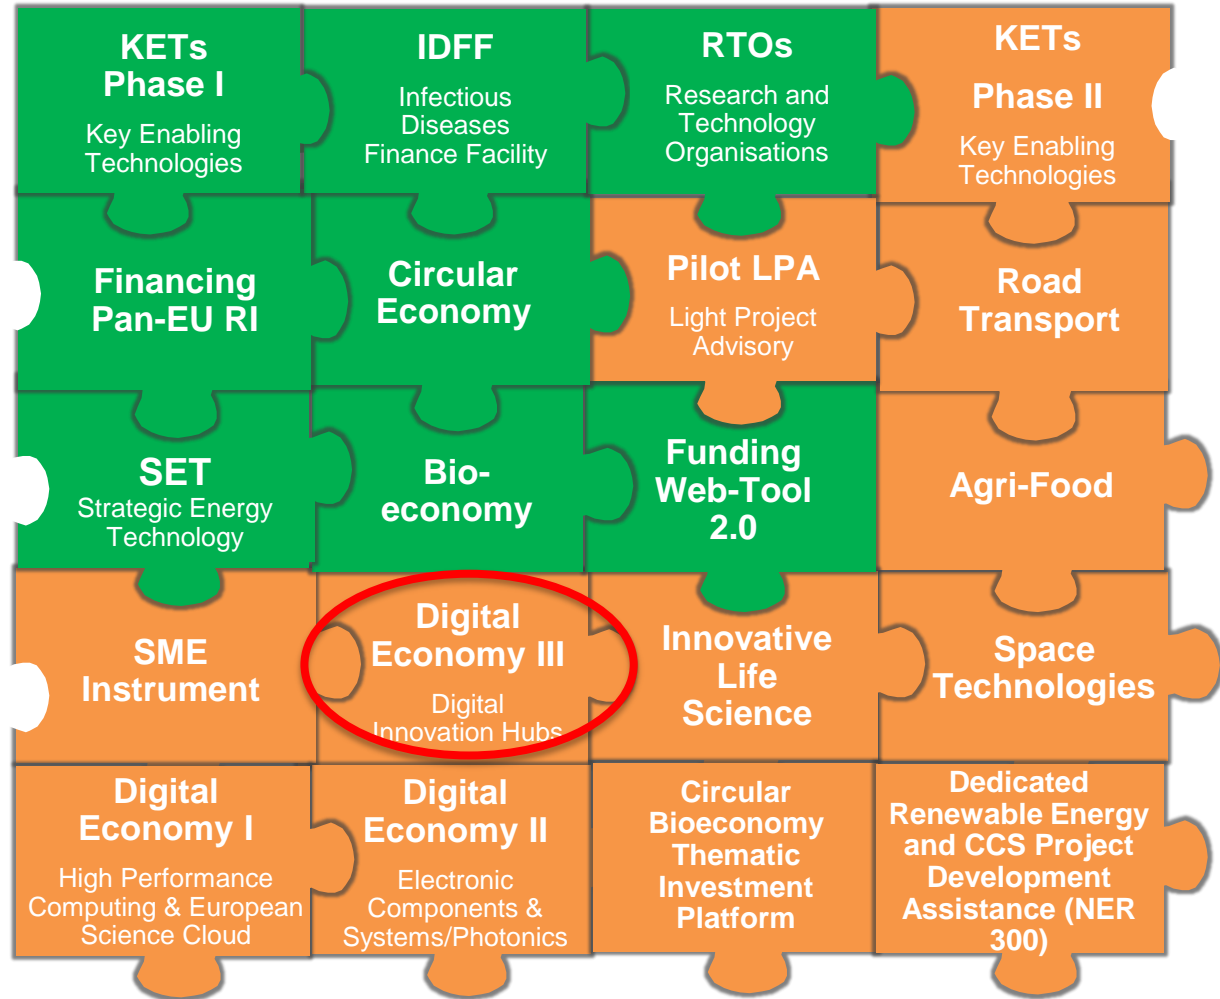 KETs
Phase I
Key Enabling
Technologies
IDFF
Infectious
Diseases
Finance Facility
RTOs
Research and
Technology
Organisations
KETs
Phase II
Key Enabling
Technologies
Financing
Pan-EU RI
Circular
Economy
Pilot LPA
Light Project
Advisory
Road
Transport
SET
Strategic Energy
Technology
Bio-
economy
Funding
Web-Tool
2.0
Agri-Food
SME
Instrument
Digital
Economy III
Digital
Innovation Hubs
Innovative
Life
Science
Space
Technologies
Digital
Economy I
High Performance
Computing & European
Science Cloud
Digital
Economy II
Electronic
Components &
Systems/Photonics
Circular
Bioeconomy
Thematic
Investment
Platform
Dedicated
Renewable Energy
and CCS Project
Development
Assistance (NER
300)